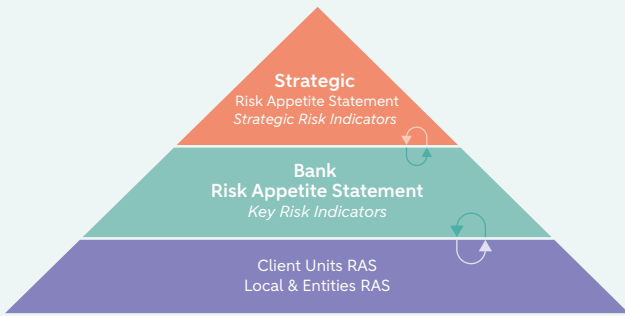 Strategic
Risk Appetite Statement
Strategic Risk Indicators
Bank
Risk Appetite Statement
Key Risk Indicators
Client Units RAS
Local & Entities RAS